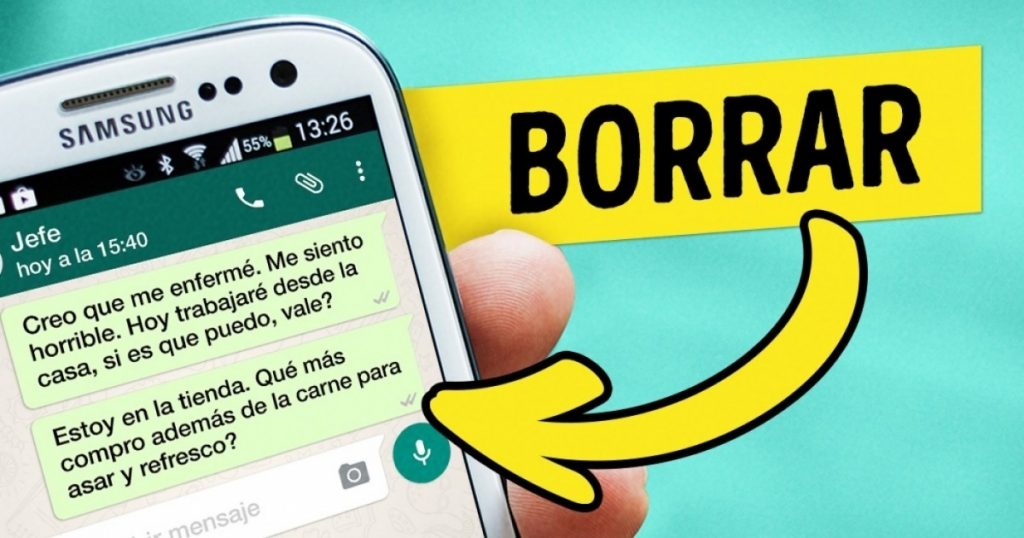 BORRAR
SAMSUNG
55% 13:26
Jefe
hoy a la 15:40
Creo que me enfermé. Me siento
horrible. Hoy trabajaré desde la
casa, si es que puedo, vale?
Estoy en la tienda. Qué más
compro además de la carne para
asar y refresco?
mensaje